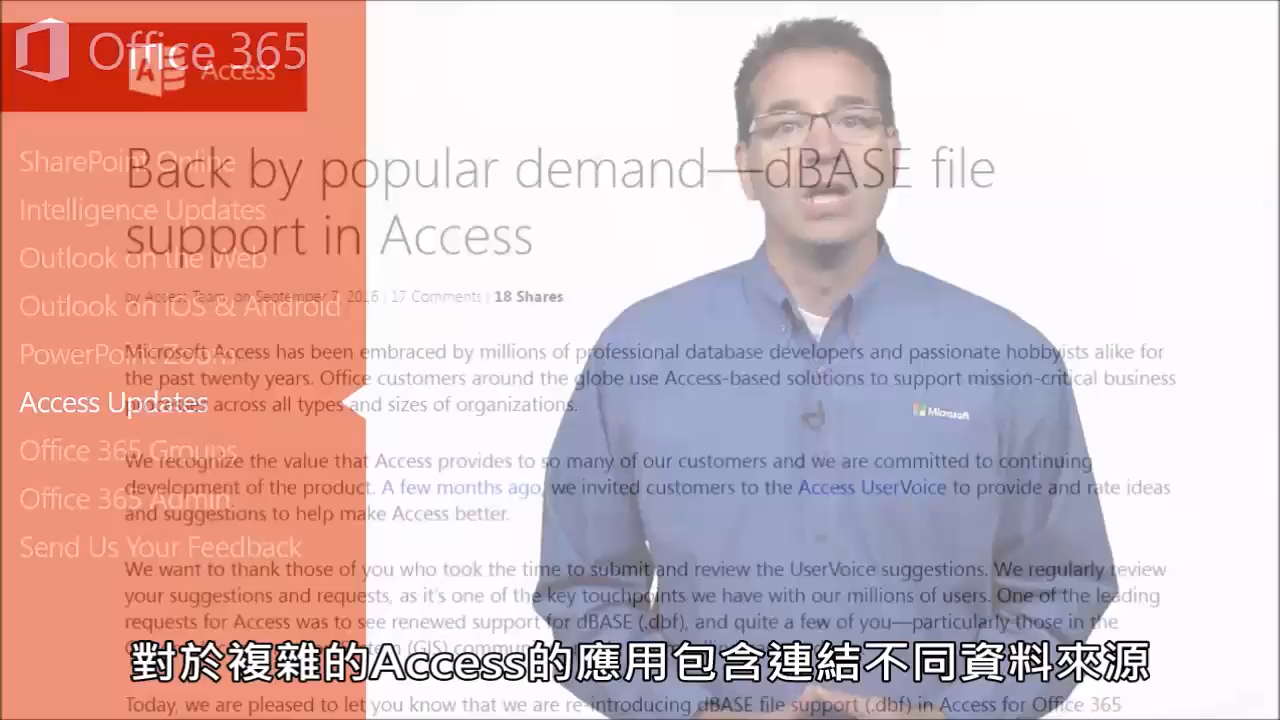 Office 365
Access
SharePoint Online
Intelligence Updates
Outlook on the Web
Outlook on iOS & Android
PowerPoint Zoom
Access Updates
Office 365 Groups
Office 365 Admin
Send Us Your Feedback
Back by popular demand—dBASE file
support in Access
by Access Team, on September 7, 2016 | 17 Comments | 18 Shares
Microsoft Access has been embraced by millions of professional database developers and passionate hobbyists alike for
the past twenty years. Office customers around the globe use Access-based solutions to support mission-critical business
across all types and sizes of organizations.
We recognize the value that Access provides to so many of our customers and we are committed to continuing
development of the product. A few months ago, we invited customers to the Access UserVoice to provide and rate ideas
and suggestions to help make Access better.
We want to thank those of you who took the time to submit and review the UserVoice suggestions. We regularly review
your suggestions and requests, as it's one of the key touchpoints we have with our millions of users. One of the leading
requests for Access was to see renewed support for dBASE (.dbf), and quite a few of you—particularly those in the
(GIS)
Today, we are pleased to let you know that we are re-introducing dBASE file support (.dbf) in Access for Office 365
Microsoft
對於複雜的Access的應用包含連結不同資料來源